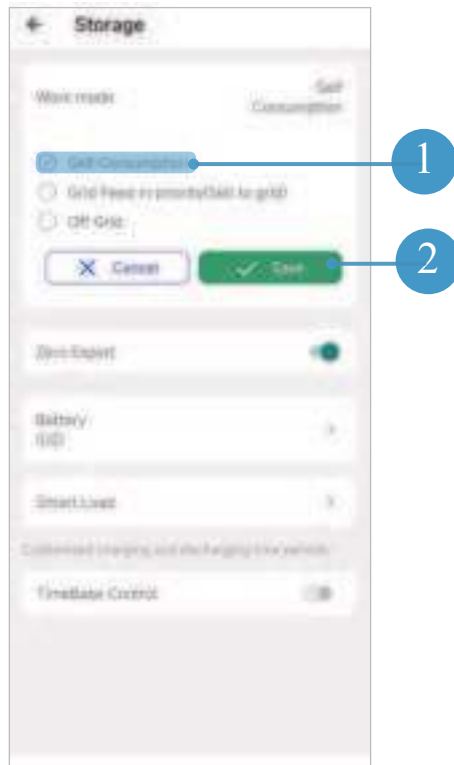 Storage
Work mode
Self
Consumption
Self Consumption
1
Grid Feed in priority(Sell to grid)
Off Grid
Cancel
Save
2
Zero Export
Battery
Smart Load
Customized charging and discharging time periods
TimeBase Control